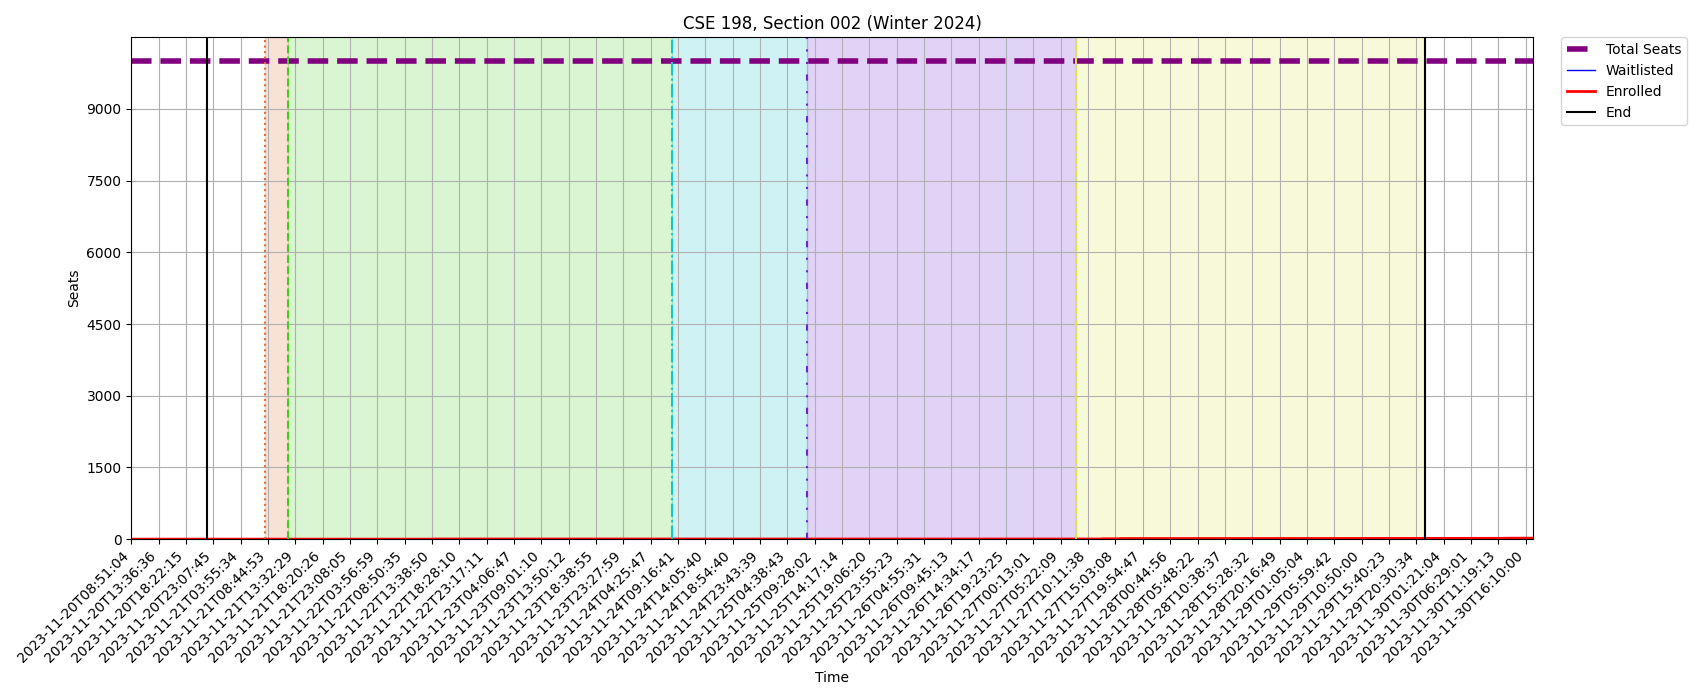 CSE 198, Section 002 (Winter 2024)
Total Seats
Waitlisted
Enrolled
End
Seats
9000
7500
6000
4500
3000
1500
0
2023-11-20T08:51:04
2023-11-20T13:36:36
2023-11-20T18:22:15
2023-11-20T23:07:45
2023-11-21T03:55:34
2023-11-21T08:44:53
2023-11-21T13:32:29
2023-11-21T18:20:26
2023-11-21T23:08:05
2023-11-22T03:56:59
2023-11-22T08:50:35
2023-11-22T13:38:50
2023-11-22T18:28:10
2023-11-22T23:17:11
2023-11-23T04:06:47
2023-11-23T09:01:10
2023-11-23T13:50:12
2023-11-23T18:38:55
2023-11-23T23:27:59
2023-11-24T04:25:47
2023-11-24T09:16:41
2023-11-24T14:05:40
2023-11-24T18:54:40
2023-11-24T23:43:39
2023-11-25T04:38:43
2023-11-25T09:28:02
2023-11-25T14:17:14
2023-11-25T19:06:20
2023-11-25T23:55:23
2023-11-26T04:55:31
2023-11-26T09:45:13
2023-11-26T14:34:17
2023-11-26T19:23:25
2023-11-27T00:13:01
2023-11-27T05:22:09
2023-11-27T10:11:38
2023-11-27T15:03:08
2023-11-27T19:54:47
2023-11-28T00:44:56
2023-11-28T05:48:22
2023-11-28T10:38:37
2023-11-28T15:28:32
2023-11-28T20:16:49
2023-11-29T01:05:04
2023-11-29T05:59:42
2023-11-29T10:50:00
2023-11-29T15:40:23
2023-11-29T20:30:34
2023-11-30T01:21:04
2023-11-30T06:29:01
2023-11-30T11:19:13
2023-11-30T16:10:00
Time